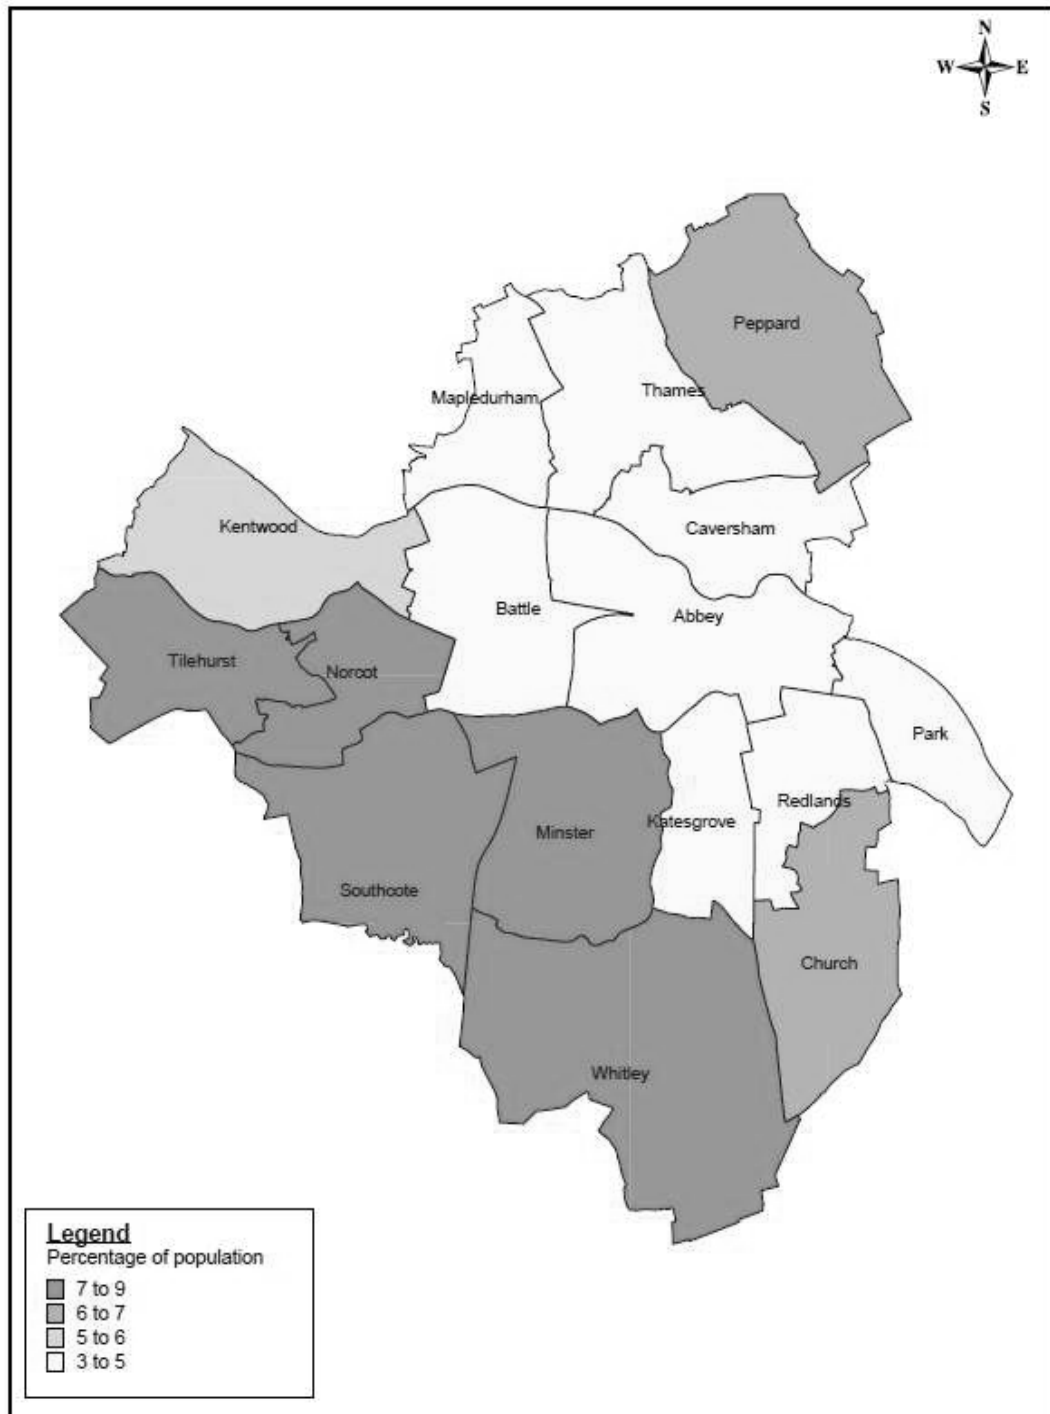 N
W E
S
Peppard
Thames
Mapledurham
Kentwood
Caversham
Battle
Abbey
Tilehurst
Norcot
Park
Redlands
Katesgrove
Minster
Southcote
Church
Whitley
Legend
Percentage of population
7 to 9
6 to 7
5 to 6
3 to 5